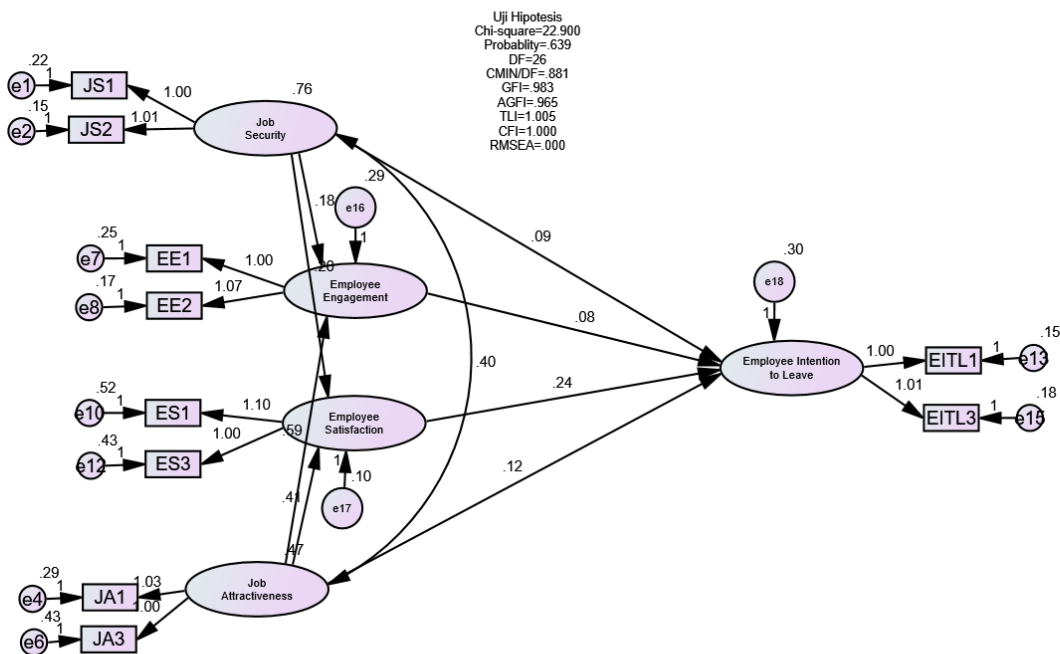 Uji Hipotesis
Chi-square=22.900
Probablity=.639
DF=26
CMIN/DF=.881
GFI=.983
AGFI=.965
TLI=1.005
CFI=1.000
RMSEA=.000
.22
e1
1
JS1
1.00
.76
.15
e2
1
JS2
1.01
Job
Security
.29
e16
1
.18
.20
.09
.25
e7
1
EE1
1.00
.17
e8
1
EE2
1.07
Employee
Engagement
.08
.30
e18
1
Employee Intention
to Leave
1.00
EITL1
1
.15
e13
1.01
EITL3
1
.18
e15
.40
.24
.52
e10
1
ES1
1.10
.43
e12
1
ES3
1.00
Employee
Satisfaction
.59
1
.10
e17
.12
.41
.47
.29
e4
1
JA1
1.03
.43
e6
1
JA3
1.00
Job
Attractiveness